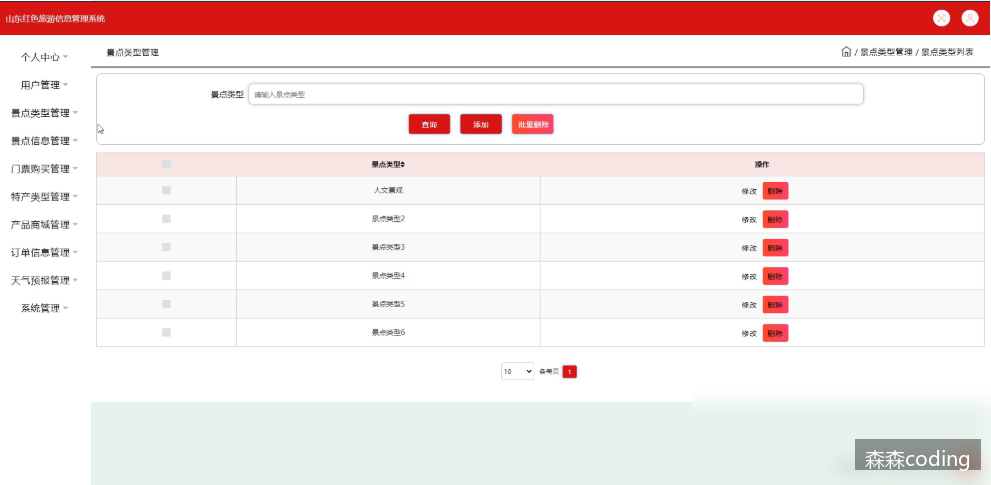 山东红色旅游信息管理系统
个人中心
用户管理
景点类型管理
景点信息管理
门票购买管理
特产类型管理
产品商城管理
订单信息管理
天气预报管理
系统管理
景点类型管理
/ 景点类型管理 / 景点类型列表
景点类型 请输入景点类型
查询 添加 批量删除
景点类型 操作
人文景观 修改 删除
景点类型2 修改 删除
景点类型3 修改 删除
景点类型4 修改 删除
景点类型5 修改 删除
景点类型6 修改 删除
10 条每页 1
森森coding